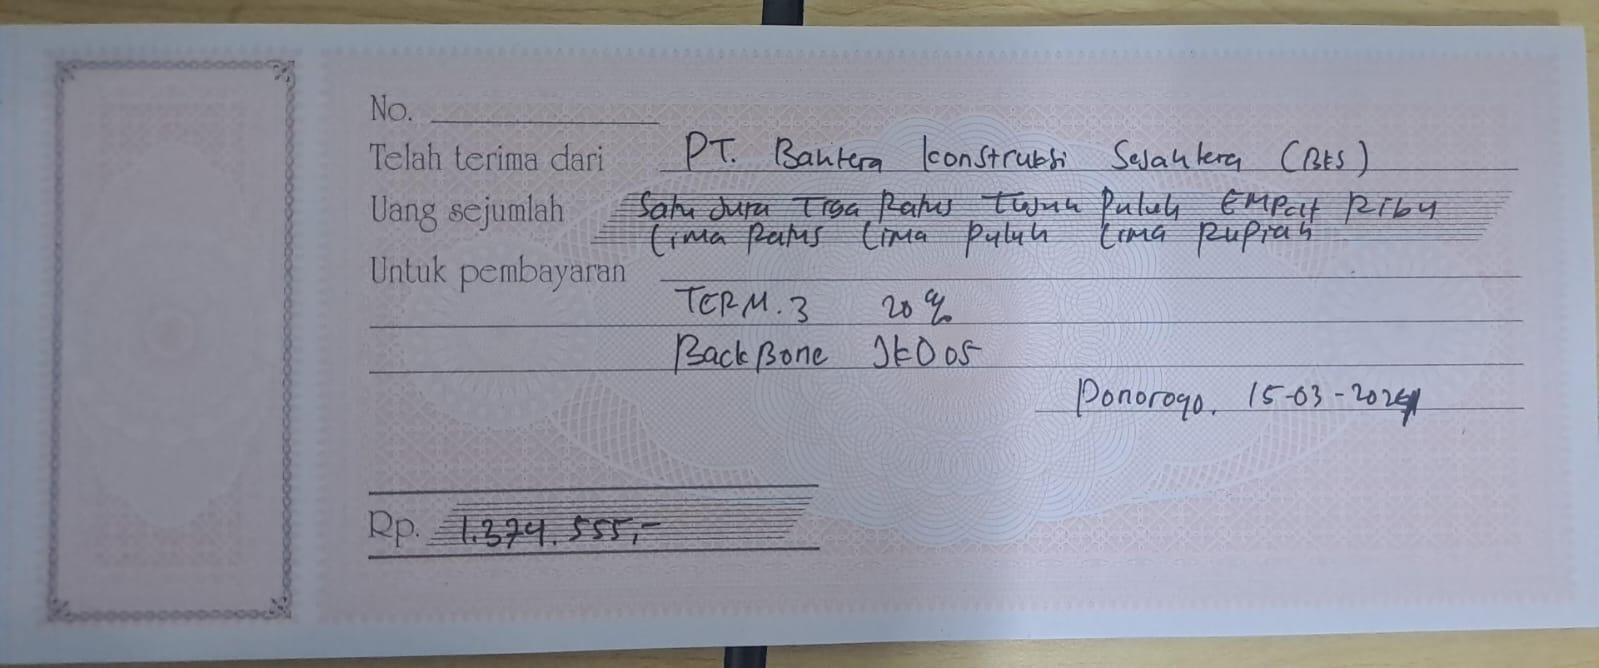 No.
Telah terima dari PT. Bahtera Konstruksi Sejahtera (BKS)
Uang sejumlah Satu Juta Tiga Ratus Tujuh Puluh Empat Ribu
Lima Ratus Lima Puluh Lima Rupiah
Untuk pembayaran
TERM. 3 20 %
BackBone JKD05
Ponorogo, 15-03-2024
Rp. 1.374.555,-